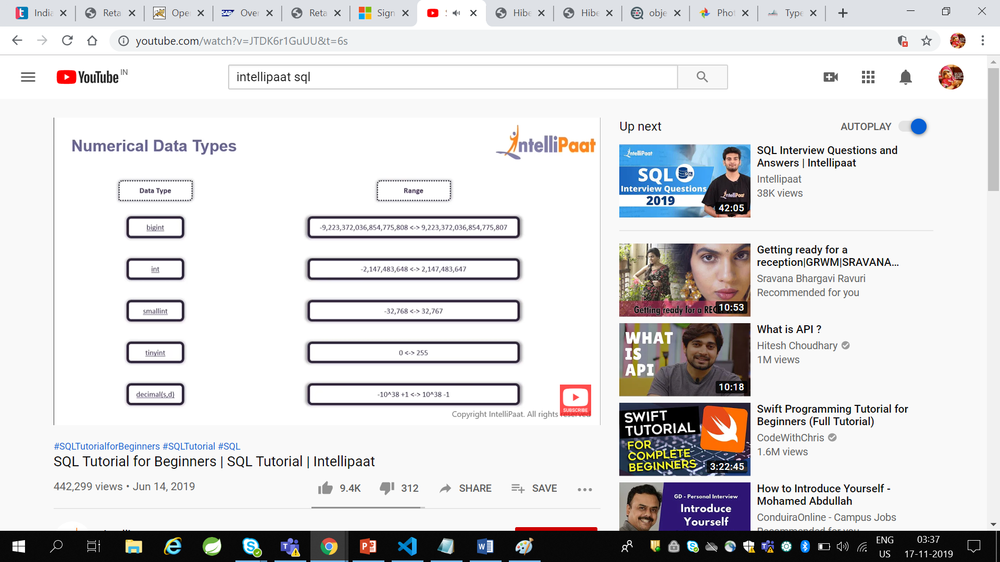 India
Reta
Oper
Over
Reta
Sign
Hibe
Hibe
obje
Phot
Type
youtube.com/watch?v=JTDK6r1GuUU&t=6s
YouTube IN
intellipaat sql
Numerical Data Types
IntelliPaat
Data Type
Range
bigint
-9,223,372,036,854,775,808 <-> 9,223,372,036,854,775,807
int
-2,147,483,648 <-> 2,147,483,647
smallint
-32,768 <-> 32,767
tinyint
0 <-> 255
decimal(s,d)
-10^38 +1 <-> 10^38 -1
SUBSCRIBE
Copyright IntelliPaat. All rights reserved
#SQLTutorialforBeginners #SQLTutorial #SQL
SQL Tutorial for Beginners | SQL Tutorial | Intellipaat
442,299 views • Jun 14, 2019
9.4K
312
SHARE
SAVE
Up next
AUTOPLAY
IntelliPaat
SQL
SQL
Interview Questions
2019
IntelliPaat
42:05
SQL Interview Questions and
Answers | Intellipaat
Intellipaat
38K views
Getting ready for a
10:53
Getting ready for a
reception|GRWM|SRAVANA...
Sravana Bhargavi Ravuri
Recommended for you
WHAT
IS
API
10:18
What is API ?
Hitesh Choudhary
1M views
SWIFT
TUTORIAL
FOR
COMPLETE
BEGINNERS
3:22:45
Swift Programming Tutorial for
Beginners (Full Tutorial)
CodeWithChris
1.6M views
GD - Personal Interview
Introduce
Yourself
How to Introduce Yourself -
Mohamed Abdullah
ConduiraOnline - Campus Jobs
Recommended for you
ENG
US
03:37
17-11-2019